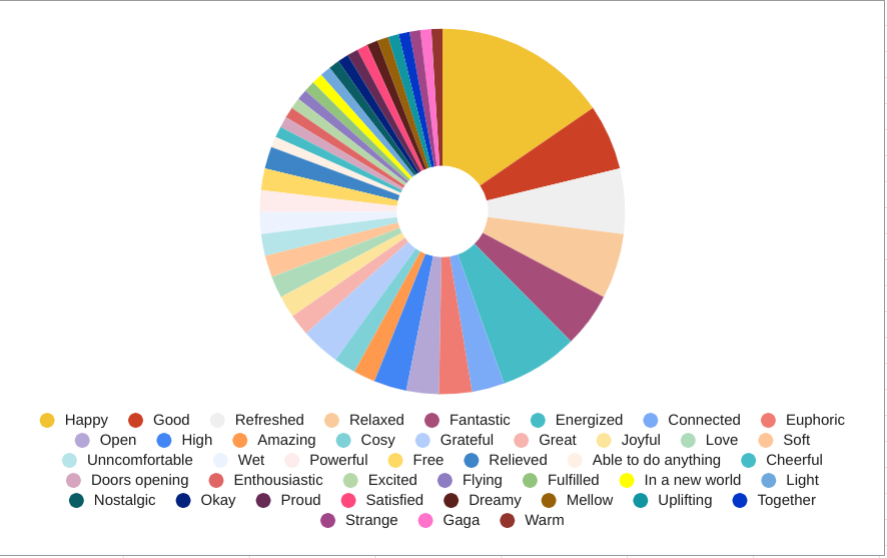 Happy Good Refreshed Relaxed Fantastic Energized Connected Euphoric
Open High Amazing Cosy Grateful Great Joyful Love Soft
Unncomfortable Wet Powerful Free Relieved Able to do anything Cheerful
Doors opening Enthusiastic Excited Flying Fulfilled In a new world Light
Nostalgic Okay Proud Satisfied Dreamy Mellow Uplifting Together
Strange Gaga Warm